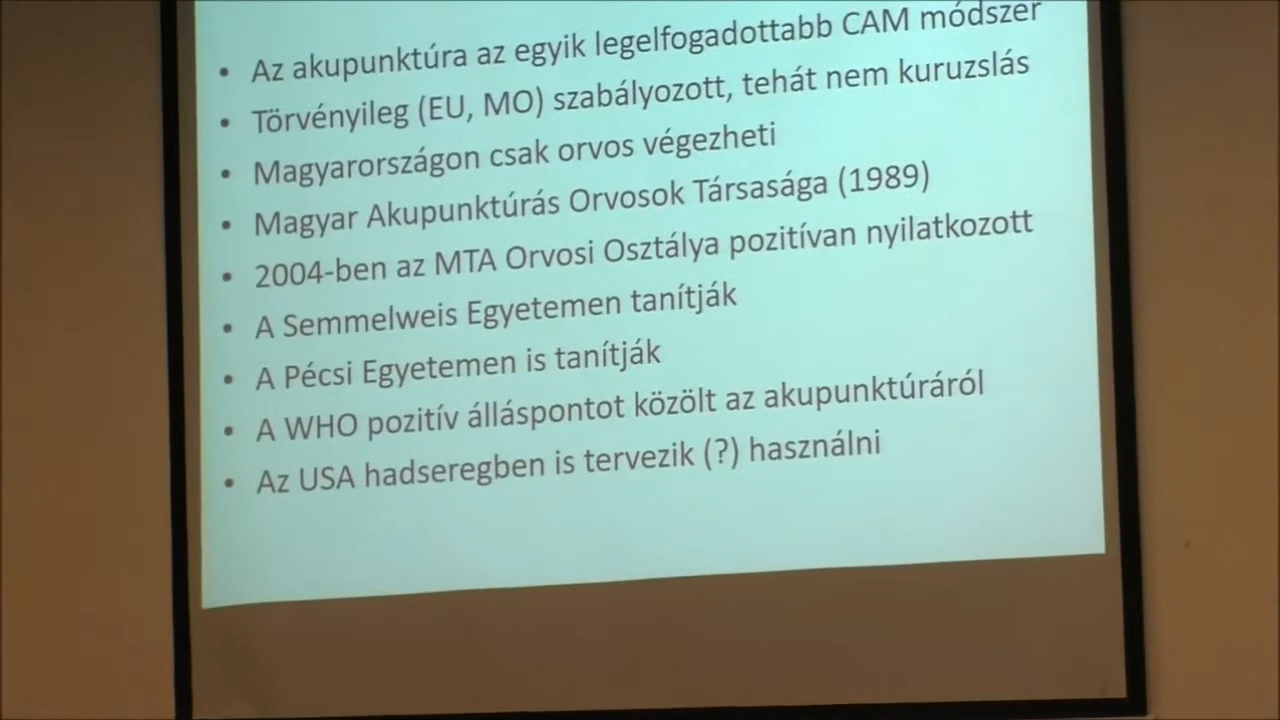 • Az akupunktúra az egyik legelfogadottabb CAM módszer
• Törvényileg (EU, MO) szabályozott, tehát nem kuruzslás
• Magyarországon csak orvos végezheti
• Magyar Akupunktúrás Orvosok Társasága (1989)
• 2004-ben az MTA Orvosi Osztálya pozitívan nyilatkozott
• A Semmelweis Egyetemen tanítják
• A Pécsi Egyetemen is tanítják
• A WHO pozitív álláspontot közölt az akupunktúráról
• Az USA hadseregben is tervezik (?) használni